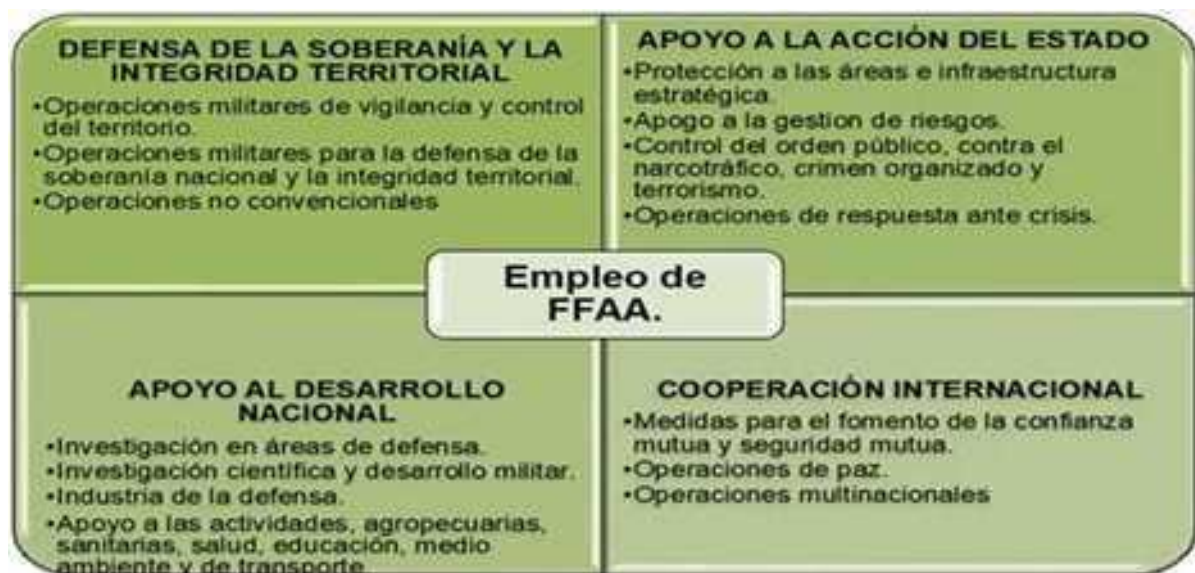 DEFENSA DE LA SOBERANÍA Y LA
INTEGRIDAD TERRITORIAL
•Operaciones militares de vigilancia y control
del territorio.
•Operaciones militares para la defensa de la
soberanía nacional y la integridad territorial.
•Operaciones no convencionales
APOYO A LA ACCIÓN DEL ESTADO
•Protección a las áreas e infraestructura
estratégica.
•Apogo a la gestion de riesgos.
•Control del orden público, contra el
narcotráfico, crimen organizado y
terrorismo.
•Operaciones de respuesta ante crisis.
Empleo de
FFAA.
APOYO AL DESARROLLO
NACIONAL
•Investigación en áreas de defensa.
•Investigación científica y desarrollo militar.
•Industria de la defensa.
•Apoyo a las actividades, agropecuarias,
sanitarias, salud, educación, medio
ambiente y de transporte
COOPERACIÓN INTERNACIONAL
•Medidas para el fomento de la confianza
mutua y seguridad mutua.
•Operaciones de paz.
•Operaciones multinacionales